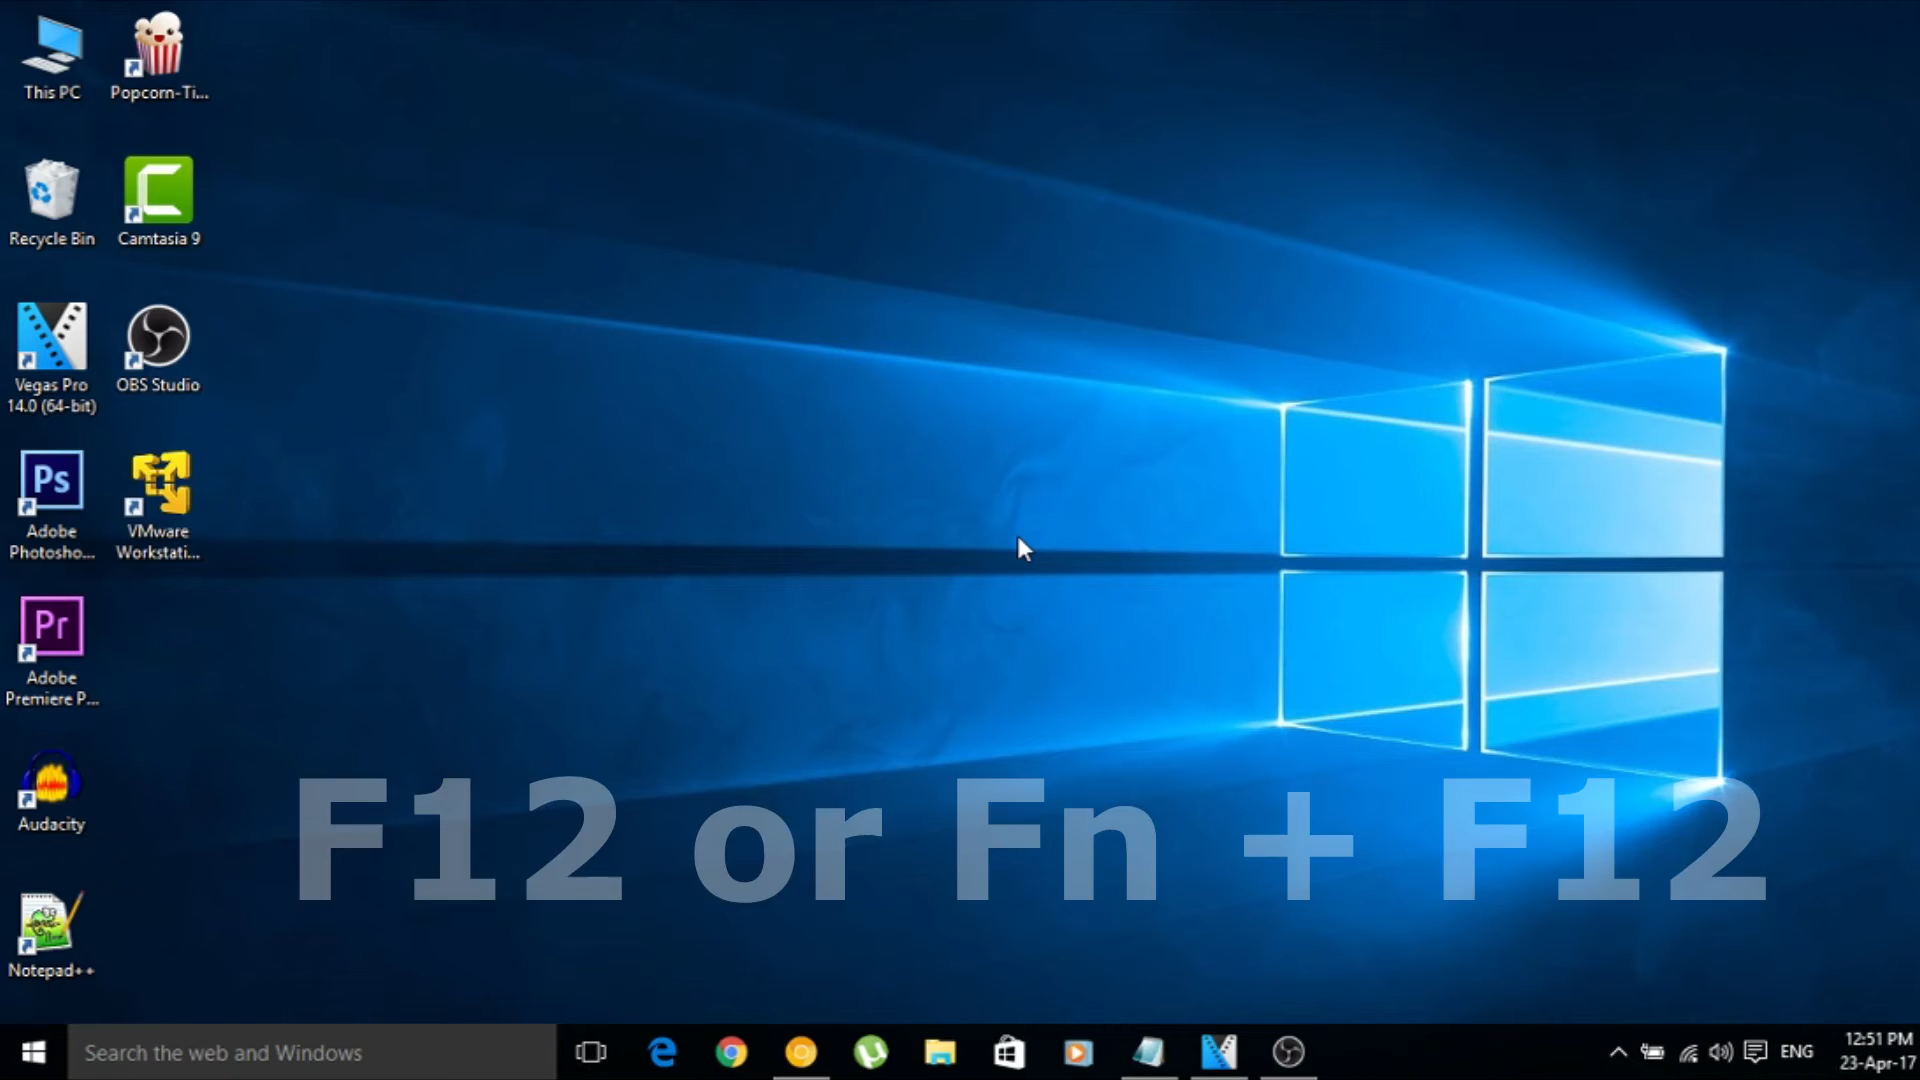 This PC
Popcorn-Ti...
Recycle Bin
Camtasia 9
Vegas Pro
14.0 (64-bit)
OBS Studio
Ps
Adobe
Photosho...
VMware
Workstati...
Pr
Adobe
Premiere P...
Audacity
Notepad++
F12 or Fn + F12
Search the web and Windows
ENG
12:51 PM
23-Apr-17